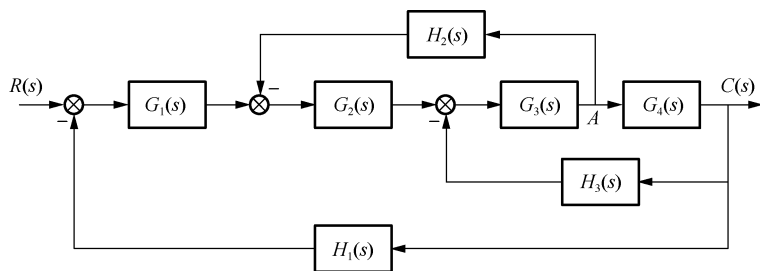 H₂(s)
R(s) G₁(s) − G₂(s) G₃(s) G₄(s) C(s)
− − A
H₃(s)
H₁(s)